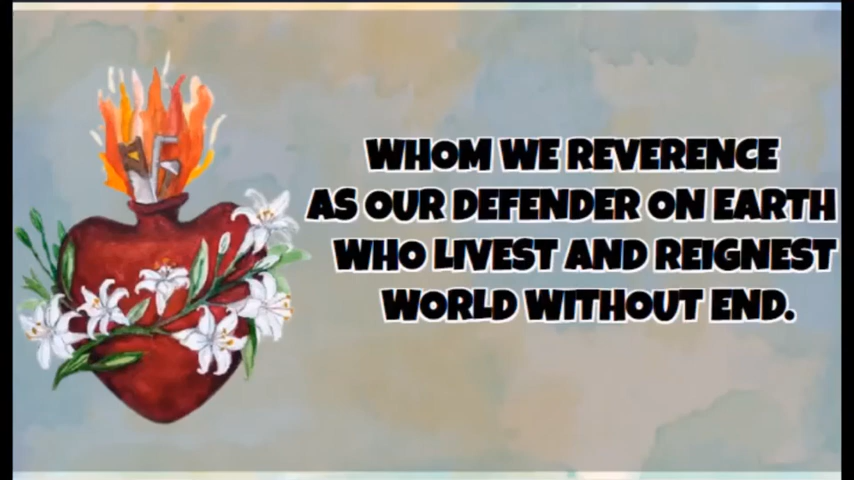 WHOM WE REVERENCE
AS OUR DEFENDER ON EARTH
WHO LIVEST AND REIGNEST
WORLD WITHOUT END.